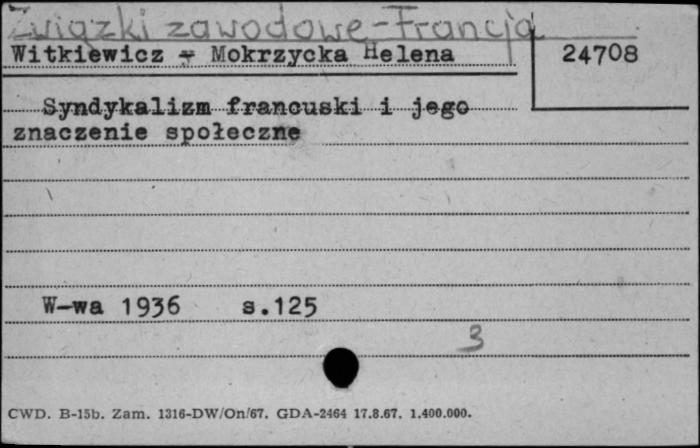 Związki zawodowe - Francja
Witkiewicz - Mokrzycka Helena
24708
Syndykalizm francuski i jego
znaczenie społeczne
W-wa 1936 s.125
3
CWD. B-15b. Zam. 1316-DW/On/67. GDA-2464 17.8.67. 1.400.000.